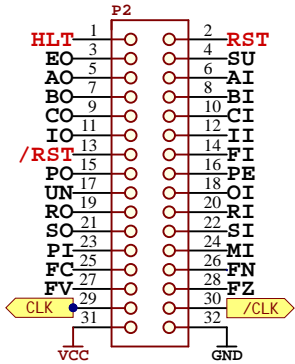 P2
HLT 1 2 RST
EO 3 4 SU
AO 5 6 AI
BO 7 8 BI
CO 9 10 CI
IO 11 12 II
/RST 13 14 FI
PO 15 16 PE
UN 17 18 OI
RO 19 20 RI
SO 21 22 SI
PI 23 24 MI
FC 25 26 FN
FV 27 28 FZ
CLK 29 30 /CLK
31 32
VCC GND